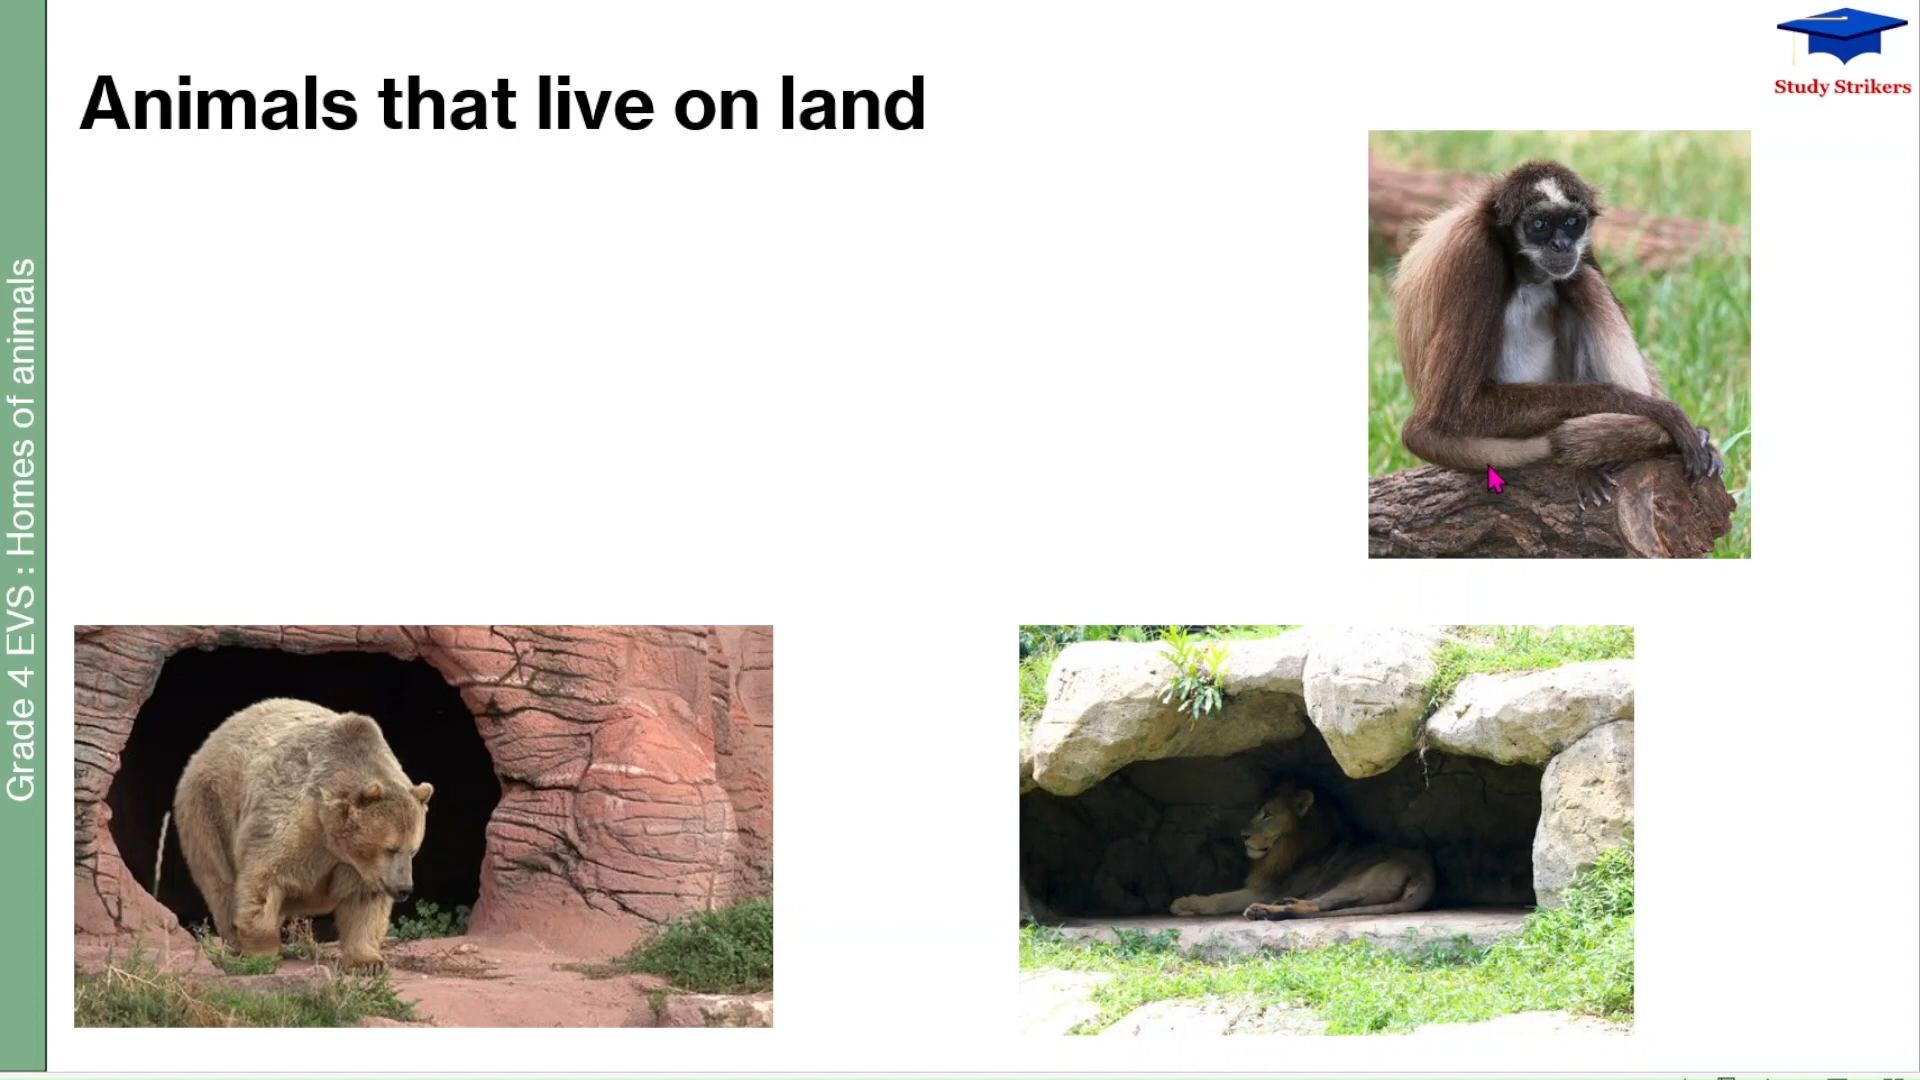 Study Strikers
Animals that live on land
Grade 4 EVS : Homes of animals